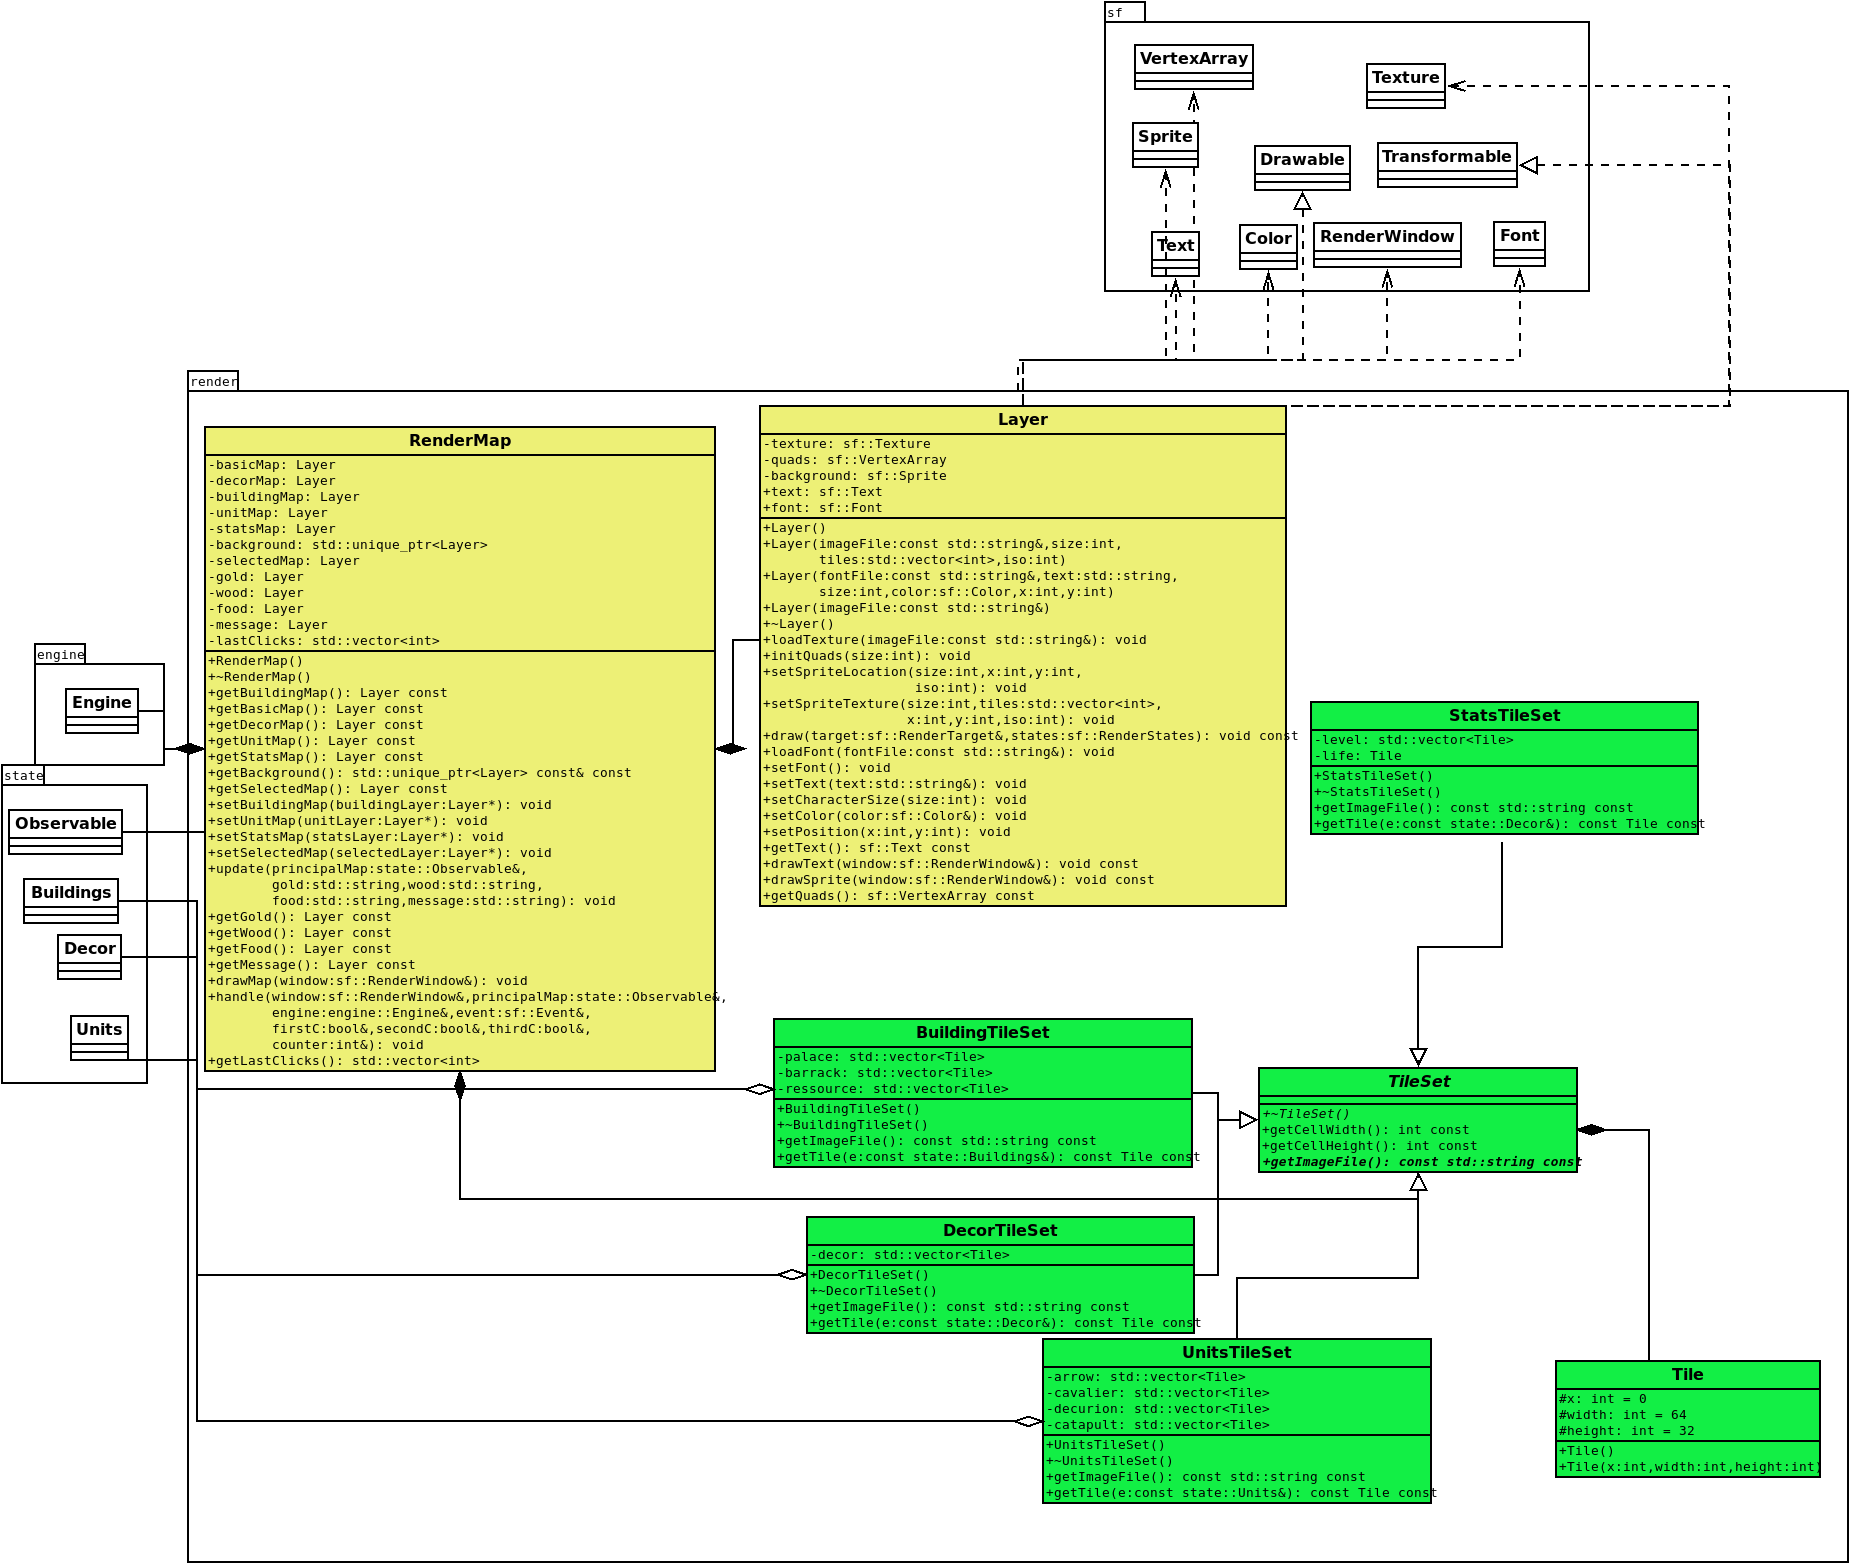 sf
VertexArray
Texture
Sprite
Drawable
Transformable
Text
Color
RenderWindow
Font
render
Layer
-texture: sf::Texture
-quads: sf::VertexArray
-background: sf::Sprite
+text: sf::Text
+font: sf::Font
+Layer()
+Layer(imageFile:const std::string&,size:int,
tiles:std::vector<int>,iso:int)
+Layer(fontFile:const std::string&,text:std::string,
size:int,color:sf::Color,x:int,y:int)
+Layer(imageFile:const std::string&)
+~Layer()
+loadTexture(imageFile:const std::string&): void
+initQuads(size:int): void
+setSpriteLocation(size:int,x:int,y:int,
iso:int): void
+setSpriteTexture(size:int,tiles:std::vector<int>,
x:int,y:int,iso:int): void
+draw(target:sf::RenderTarget&,states:sf::RenderStates): void const
+loadFont(fontFile:const std::string&): void
+setFont(): void
+setText(text:std::string&): void
+setCharacterSize(size:int): void
+setColor(color:sf::Color&): void
+setPosition(x:int,y:int): void
+getText(): sf::Text const
+drawText(window:sf::RenderWindow&): void const
+drawSprite(window:sf::RenderWindow&): void const
+getQuads(): sf::VertexArray const
RenderMap
-basicMap: Layer
-decorMap: Layer
-buildingMap: Layer
-unitMap: Layer
-statsMap: Layer
-background: std::unique_ptr<Layer>
-selectedMap: Layer
-gold: Layer
-wood: Layer
-food: Layer
-message: Layer
-lastClicks: std::vector<int>
+RenderMap()
+~RenderMap()
+getBuildingMap(): Layer const
+getBasicMap(): Layer const
+getDecorMap(): Layer const
+getUnitMap(): Layer const
+getStatsMap(): Layer const
+getBackground(): std::unique_ptr<Layer> const& const
+getSelectedMap(): Layer const
+setBuildingMap(buildingLayer:Layer*): void
+setUnitMap(unitLayer:Layer*): void
+setStatsMap(statsLayer:Layer*): void
+setSelectedMap(selectedLayer:Layer*): void
+update(principalMap:state::Observable&,
gold:std::string,wood:std::string,
food:std::string,message:std::string): void
+getGold(): Layer const
+getWood(): Layer const
+getFood(): Layer const
+getMessage(): Layer const
+drawMap(window:sf::RenderWindow&): void
+handle(window:sf::RenderWindow&,principalMap:state::Observable&,
engine:engine::Engine&,event:sf::Event&,
firstC:bool&,secondC:bool&,thirdC:bool&,
counter:int&): void
+getLastClicks(): std::vector<int>
engine
Engine
state
Observable
Buildings
Decor
Units
StatsTileSet
-level: std::vector<Tile>
-life: Tile
+StatsTileSet()
+~StatsTileSet()
+getImageFile(): const std::string const
+getTile(e:const state::Decor&): const Tile const
BuildingTileSet
-palace: std::vector<Tile>
-barrack: std::vector<Tile>
-ressource: std::vector<Tile>
+BuildingTileSet()
+~BuildingTileSet()
+getImageFile(): const std::string const
+getTile(e:const state::Buildings&): const Tile const
TileSet
+~TileSet()
+getCellWidth(): int const
+getCellHeight(): int const
+getImageFile(): const std::string const
DecorTileSet
-decor: std::vector<Tile>
+DecorTileSet()
+~DecorTileSet()
+getImageFile(): const std::string const
+getTile(e:const state::Decor&): const Tile const
UnitsTileSet
-arrow: std::vector<Tile>
-cavalier: std::vector<Tile>
-decurion: std::vector<Tile>
-catapult: std::vector<Tile>
+UnitsTileSet()
+~UnitsTileSet()
+getImageFile(): const std::string const
+getTile(e:const state::Units&): const Tile const
Tile
#x: int = 0
#width: int = 64
#height: int = 32
+Tile()
+Tile(x:int,width:int,height:int)